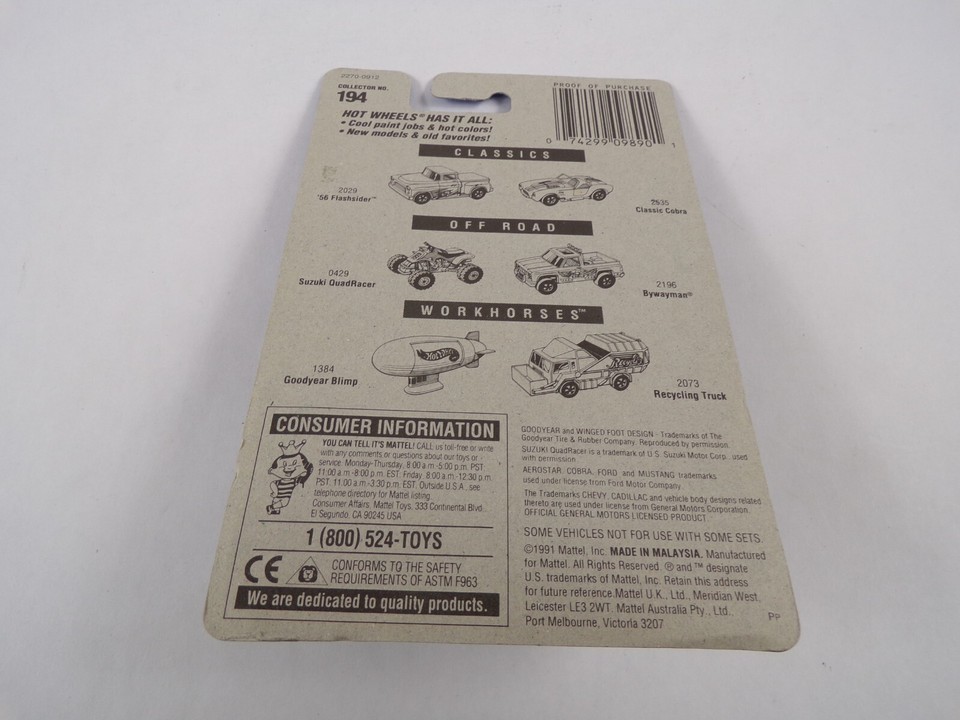 2270-0912
COLLECTOR NO.
194
HOT WHEELS® HAS IT ALL:
• Cool paint jobs & hot colors!
• New models & old favorites!
PROOF OF PURCHASE
0 74299 09890 1
CLASSICS
2029
'56 Flashsider™
2535
Classic Cobra
OFF ROAD
0429
Suzuki QuadRacer
2196
Bywayman®
WORKHORSES™
Hot Wheels
1384
Goodyear Blimp
2073
Recycling Truck
CONSUMER INFORMATION
YOU CAN TELL IT'S MATTEL! CALL us toll-free or write
with any comments or questions about our toys or
service. Monday-Thursday, 8:00 a.m.-5:00 p.m. PST
11:00 a.m.-8:00 p.m. EST. Friday 8:00 a.m.-12:30 p.m.
PST. 11:00 a.m.-3:30 p.m. EST. Outside U.S.A., see
telephone directory for Mattel listing.
Consumer Affairs, Mattel Toys, 333 Continental Blvd.
El Segundo, CA 90245 USA
1 (800) 524-TOYS
CE
CONFORMS TO THE SAFETY
REQUIREMENTS OF ASTM F963
We are dedicated to quality products.
GOODYEAR and WINGED FOOT DESIGN - Trademarks of The
Goodyear Tire & Rubber Company. Reproduced by permission.
SUZUKI QuadRacer is a trademark of U.S. Suzuki Motor Corp. used
with permission.
AEROSTAR, COBRA, FORD and MUSTANG trademarks
used under license from Ford Motor Company.
The Trademarks CHEVY, CADILLAC and vehicle body designs related
thereto are used under license from General Motors Corporation.
OFFICIAL GENERAL MOTORS LICENSED PRODUCT.
SOME VEHICLES NOT FOR USE WITH SOME SETS.
©1991 Mattel, Inc. MADE IN MALAYSIA. Manufactured
for Mattel. All Rights Reserved. ® and ™ designate
U.S. trademarks of Mattel, Inc. Retain this address
for future reference. Mattel U.K., Ltd., Meridian West,
Leicester LE3 2WT. Mattel Australia Pty., Ltd.
Port Melbourne, Victoria 3207
PP